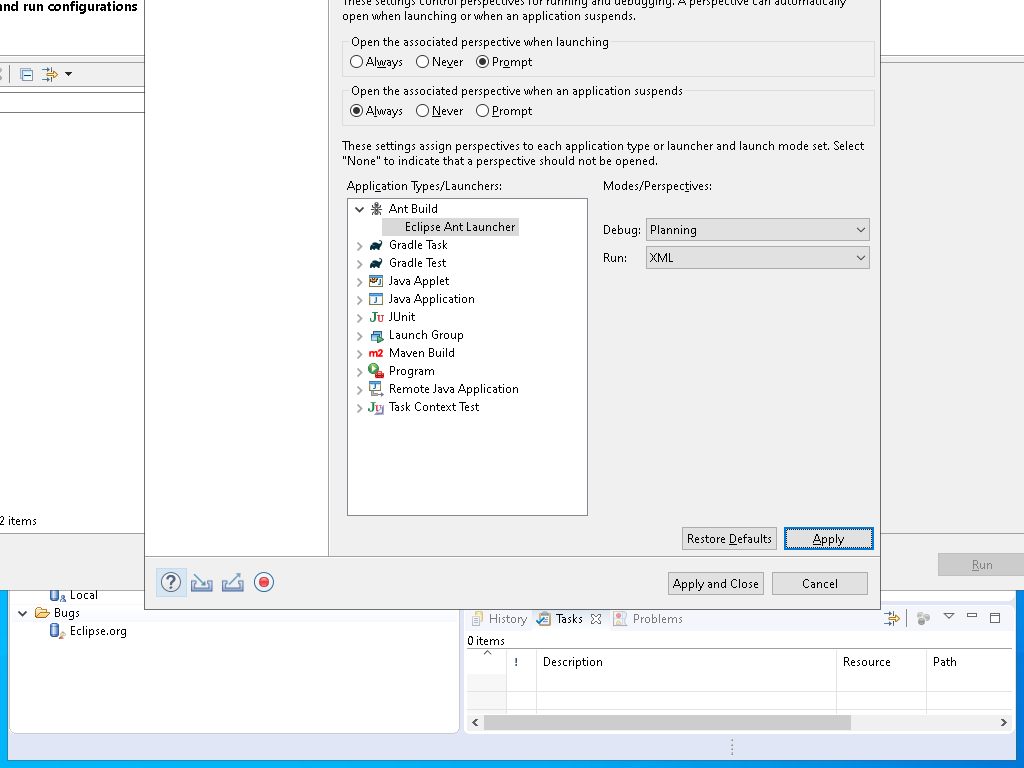 and run configurations
These settings control perspectives for running and debugging. A perspective can automatically
open when launching or when an application suspends.
Open the associated perspective when launching
Always
Never
Prompt
Open the associated perspective when an application suspends
Always
Never
Prompt
These settings assign perspectives to each application type or launcher and launch mode set. Select
"None" to indicate that a perspective should not be opened.
Application Types/Launchers:
Modes/Perspectives:
Ant Build
Eclipse Ant Launcher
Gradle Task
Gradle Test
Java Applet
Java Application
JUnit
Launch Group
Maven Build
Program
Remote Java Application
Task Context Test
Debug:
Planning
Run:
XML
2 items
Restore Defaults
Apply
Apply and Close
Cancel
Run
Local
Bugs
Eclipse.org
History
Tasks
Problems
0 items
!
Description
Resource
Path